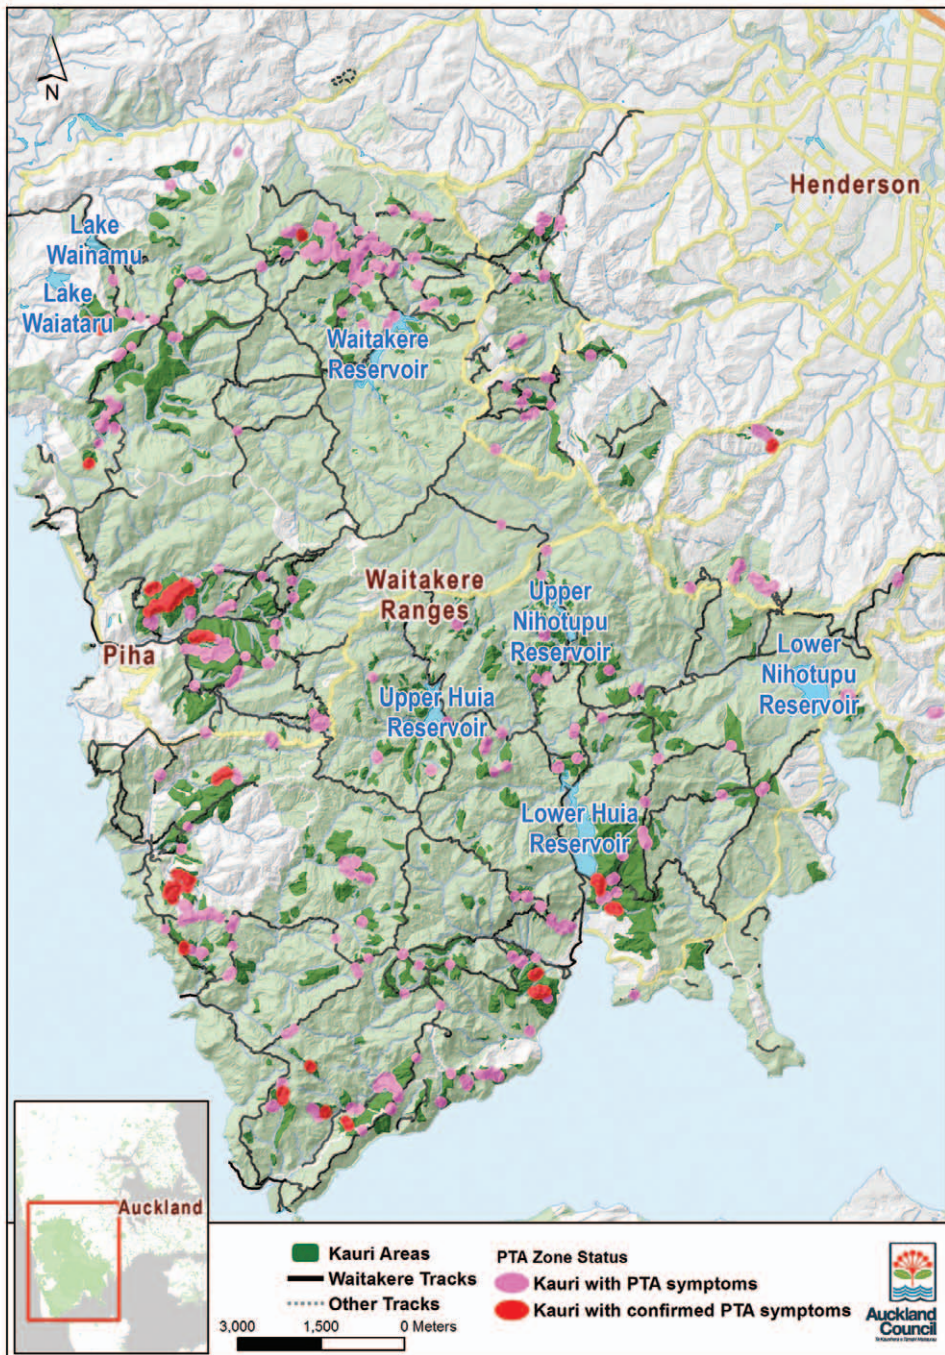 N
Henderson
Lake
Wainamu
Lake
Waiataru
Waitakere
Reservoir
Waitakere
Ranges
Upper
Nihotupu
Reservoir
Piha
Lower
Nihotupu
Reservoir
Upper Huia
Reservoir
Lower Huia
Reservoir
Auckland
Kauri Areas
Waitakere Tracks
Other Tracks
3,000 1,500 0 Meters
PTA Zone Status
Kauri with PTA symptoms
Kauri with confirmed PTA symptoms
Auckland
Council